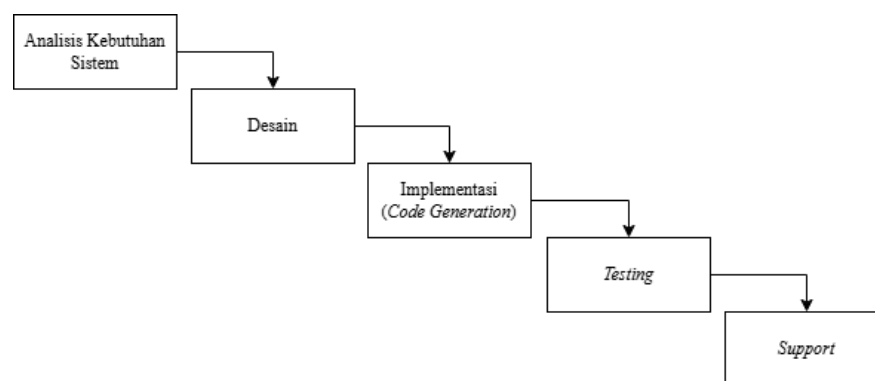 Analisis Kebutuhan
Sistem
Desain
Implementasi
(Code Generation)
Testing
Support